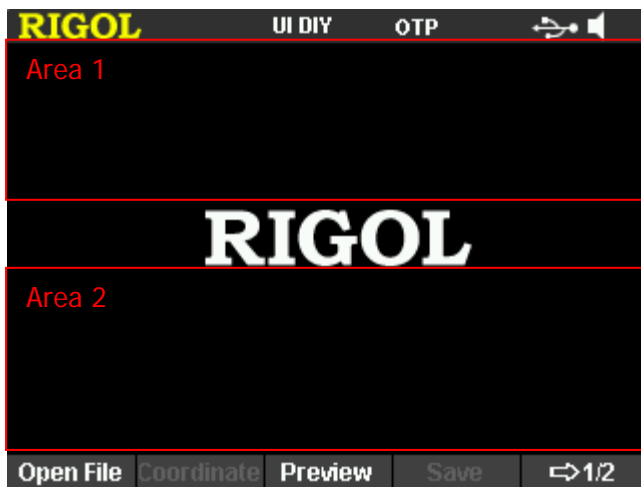 RIGOL UI DIY OTP
Area 1
RIGOL
Area 2
Open File Coordinate Preview Save ⇨1/2